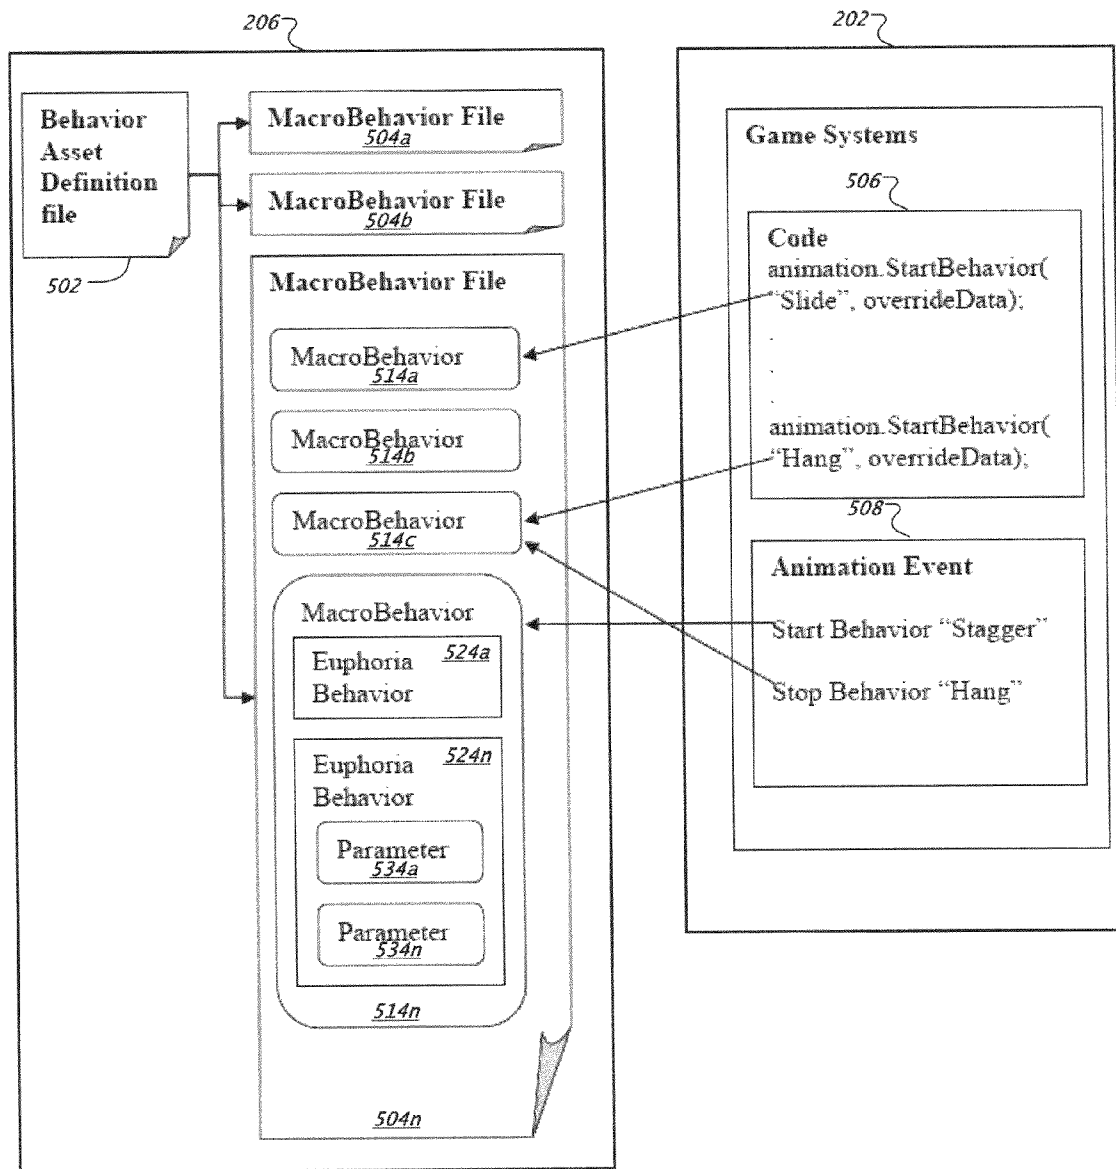 206
202
Behavior
Asset
Definition
file
502
MacroBehavior File
504a
MacroBehavior File
504b
MacroBehavior File
MacroBehavior
514a
MacroBehavior
514b
MacroBehavior
514c
MacroBehavior
Euphoria
Behavior
524a
Euphoria
Behavior
524n
Parameter
534a
Parameter
534n
514n
504n
Game Systems
506
Code
animation.StartBehavior(
“Slide”, overrideData);
.
.
.
animation.StartBehavior(
“Hang”, overrideData);
508
Animation Event
Start Behavior “Stagger”
Stop Behavior “Hang”